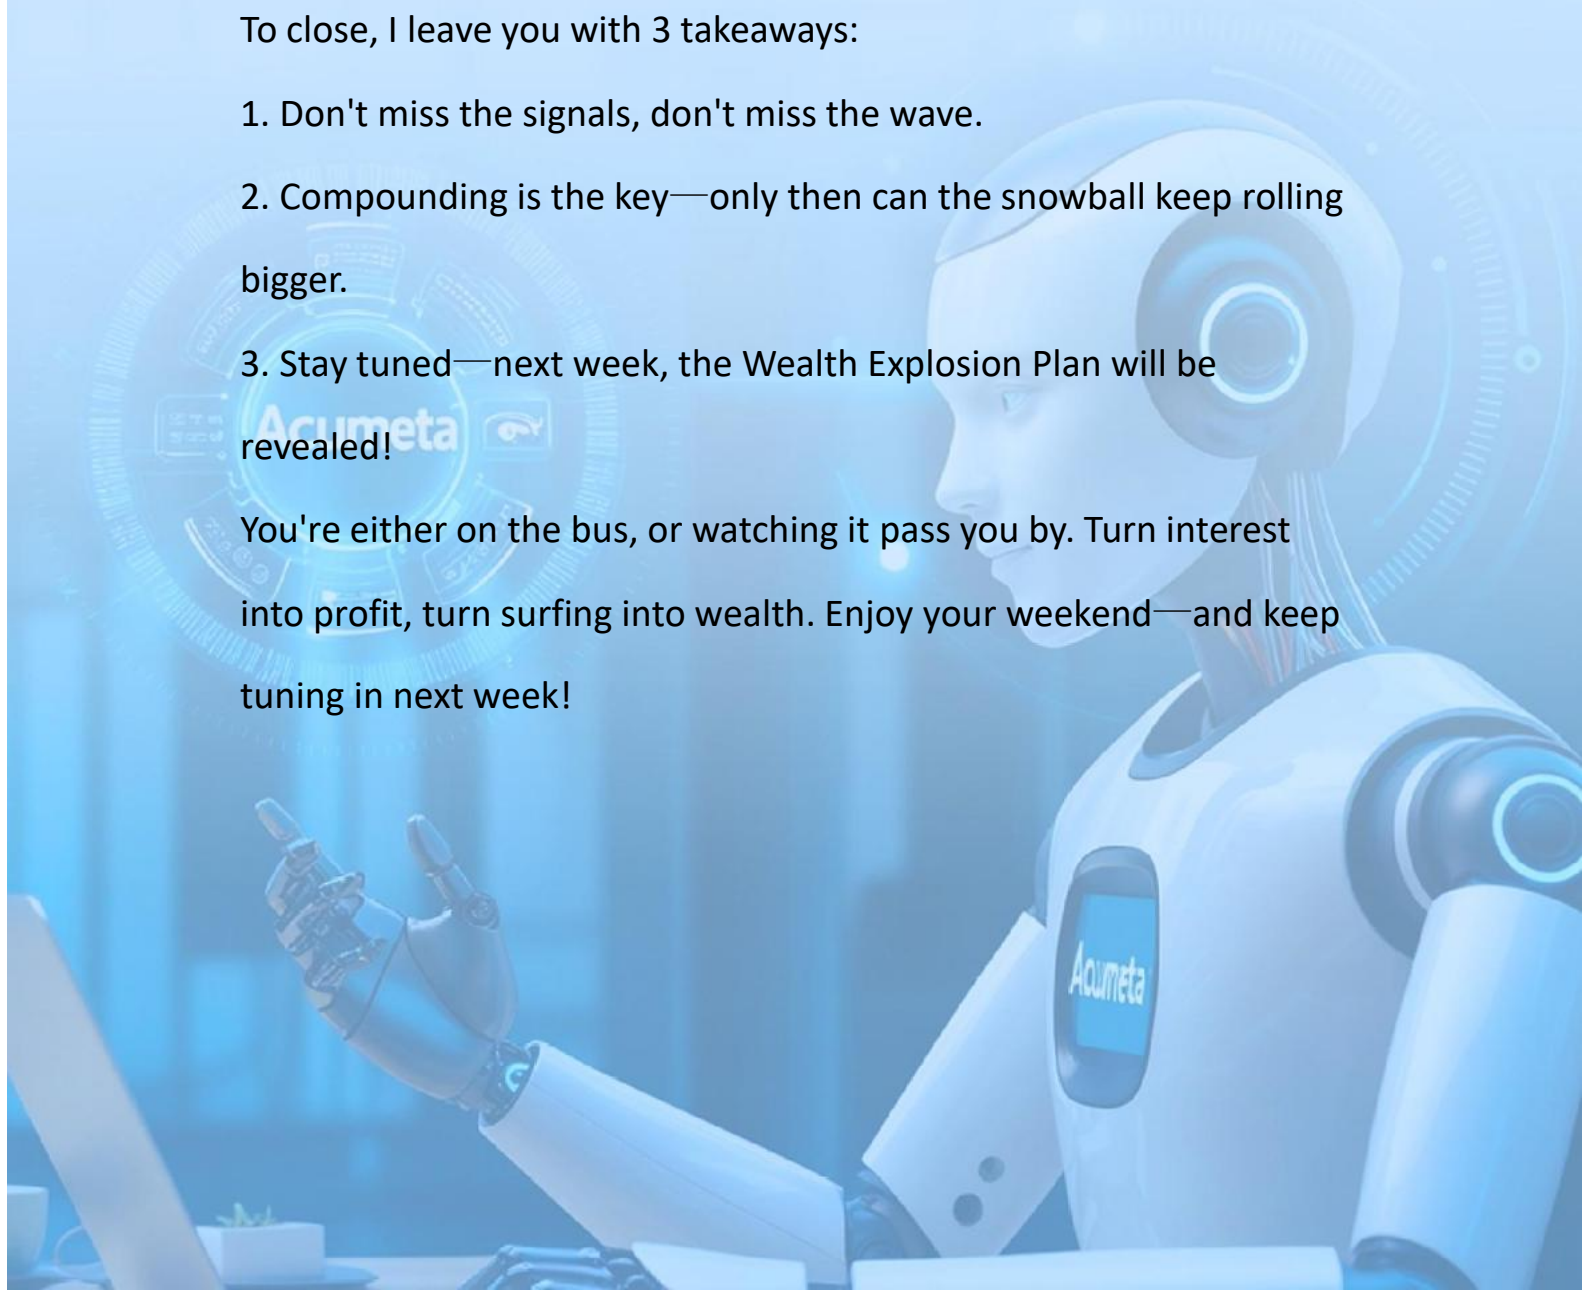 To close, I leave you with 3 takeaways:
1. Don't miss the signals, don't miss the wave.
2. Compounding is the key—only then can the snowball keep rolling
bigger.
3. Stay tuned—next week, the Wealth Explosion Plan will be
Acumeta
revealed!
You're either on the bus, or watching it pass you by. Turn interest
into profit, turn surfing into wealth. Enjoy your weekend—and keep
tuning in next week!
Acumeta